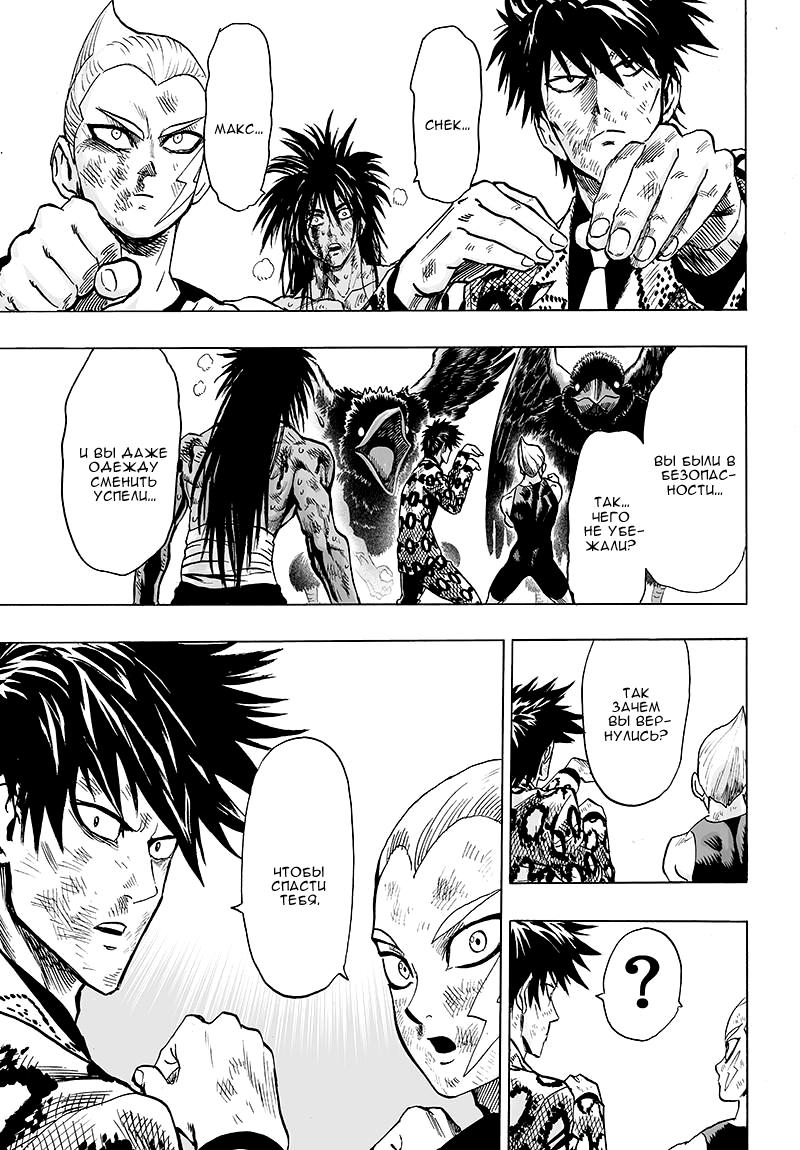 СНЕК...
МАКС...
ВЫ БЫЛИ В
БЕЗОПАС-
НОСТИ...
ТАК...
ЧЕГО
НЕ УБЕ-
ЖАЛИ?
И ВЫ ДАЖЕ
ОДЕЖДУ
СМЕНИТЬ
УСПЕЛИ...
ТАК
ЗАЧЕМ
ВЫ ВЕР-
НУЛИСЬ?
?
ЧТОБЫ
СПАСТИ
ТЕБЯ.